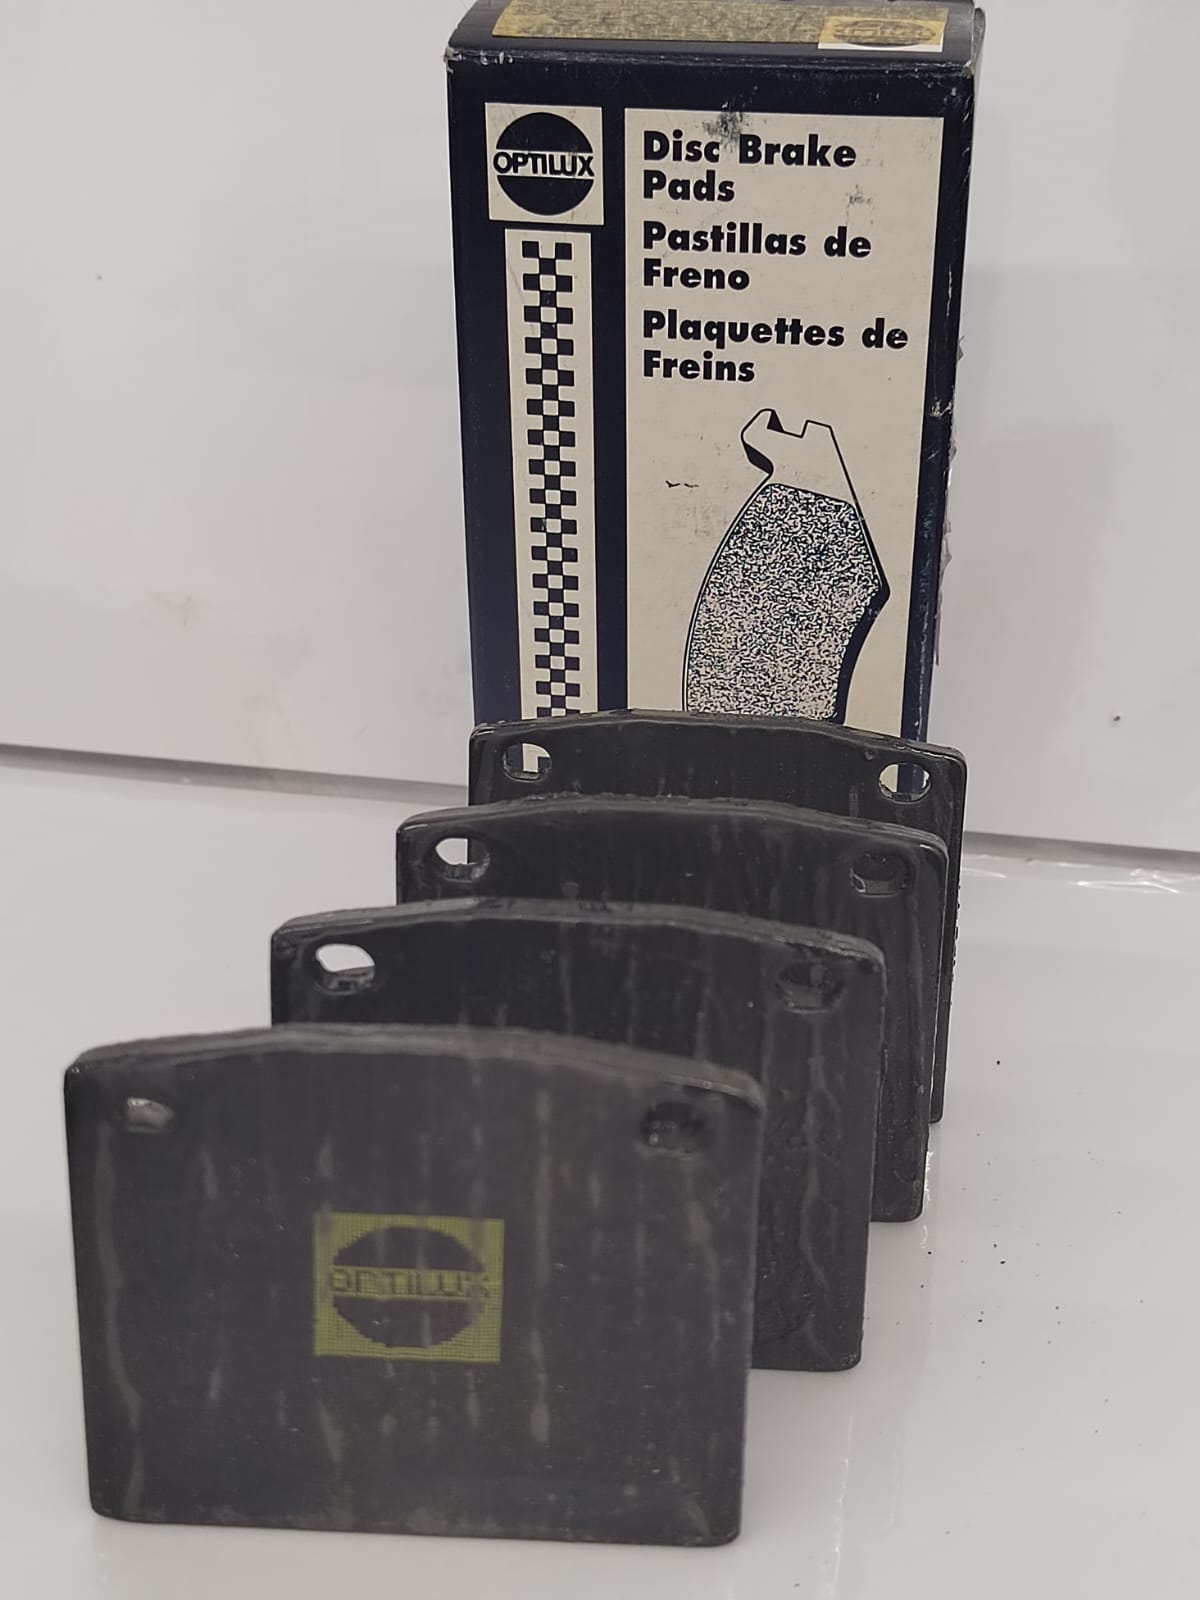 OPTILUX
Disc Brake
Pads
Pastillas de
Freno
Plaquettes de
Freins
OPTILUX